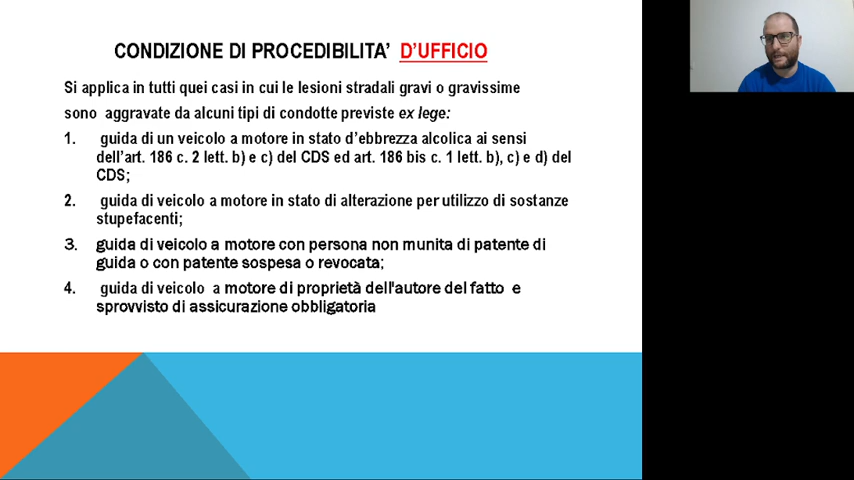 CONDIZIONE DI PROCEDIBILITA’ D’UFFICIO
Si applica in tutti quei casi in cui le lesioni stradali gravi o gravissime
sono aggravate da alcuni tipi di condotte previste ex lege:
1. guida di un veicolo a motore in stato d’ebbrezza alcolica ai sensi
dell’art. 186 c. 2 lett. b) e c) del CDS ed art. 186 bis c. 1 lett. b), c) e d) del
CDS;
2. guida di veicolo a motore in stato di alterazione per utilizzo di sostanze
stupefacenti;
3. guida di veicolo a motore con persona non munita di patente di
guida o con patente sospesa o revocata;
4. guida di veicolo a motore di proprietà dell'autore del fatto e
sprovvisto di assicurazione obbligatoria